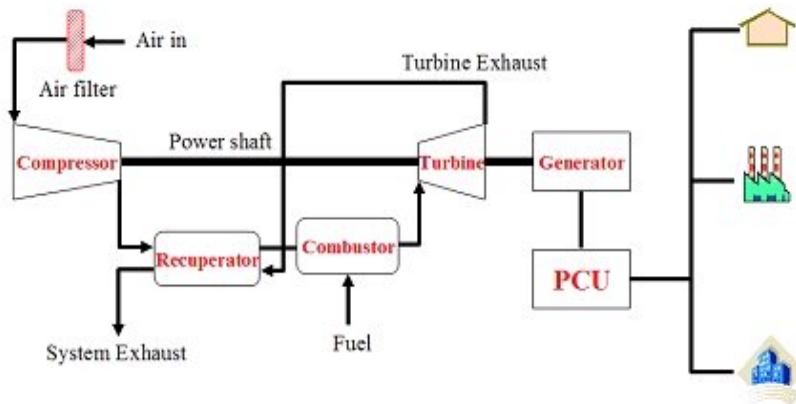 Air in
Air filter
Turbine Exhaust
Power shaft
Compressor
Turbine
Generator
Recuperator
Combustor
PCU
System Exhaust
Fuel